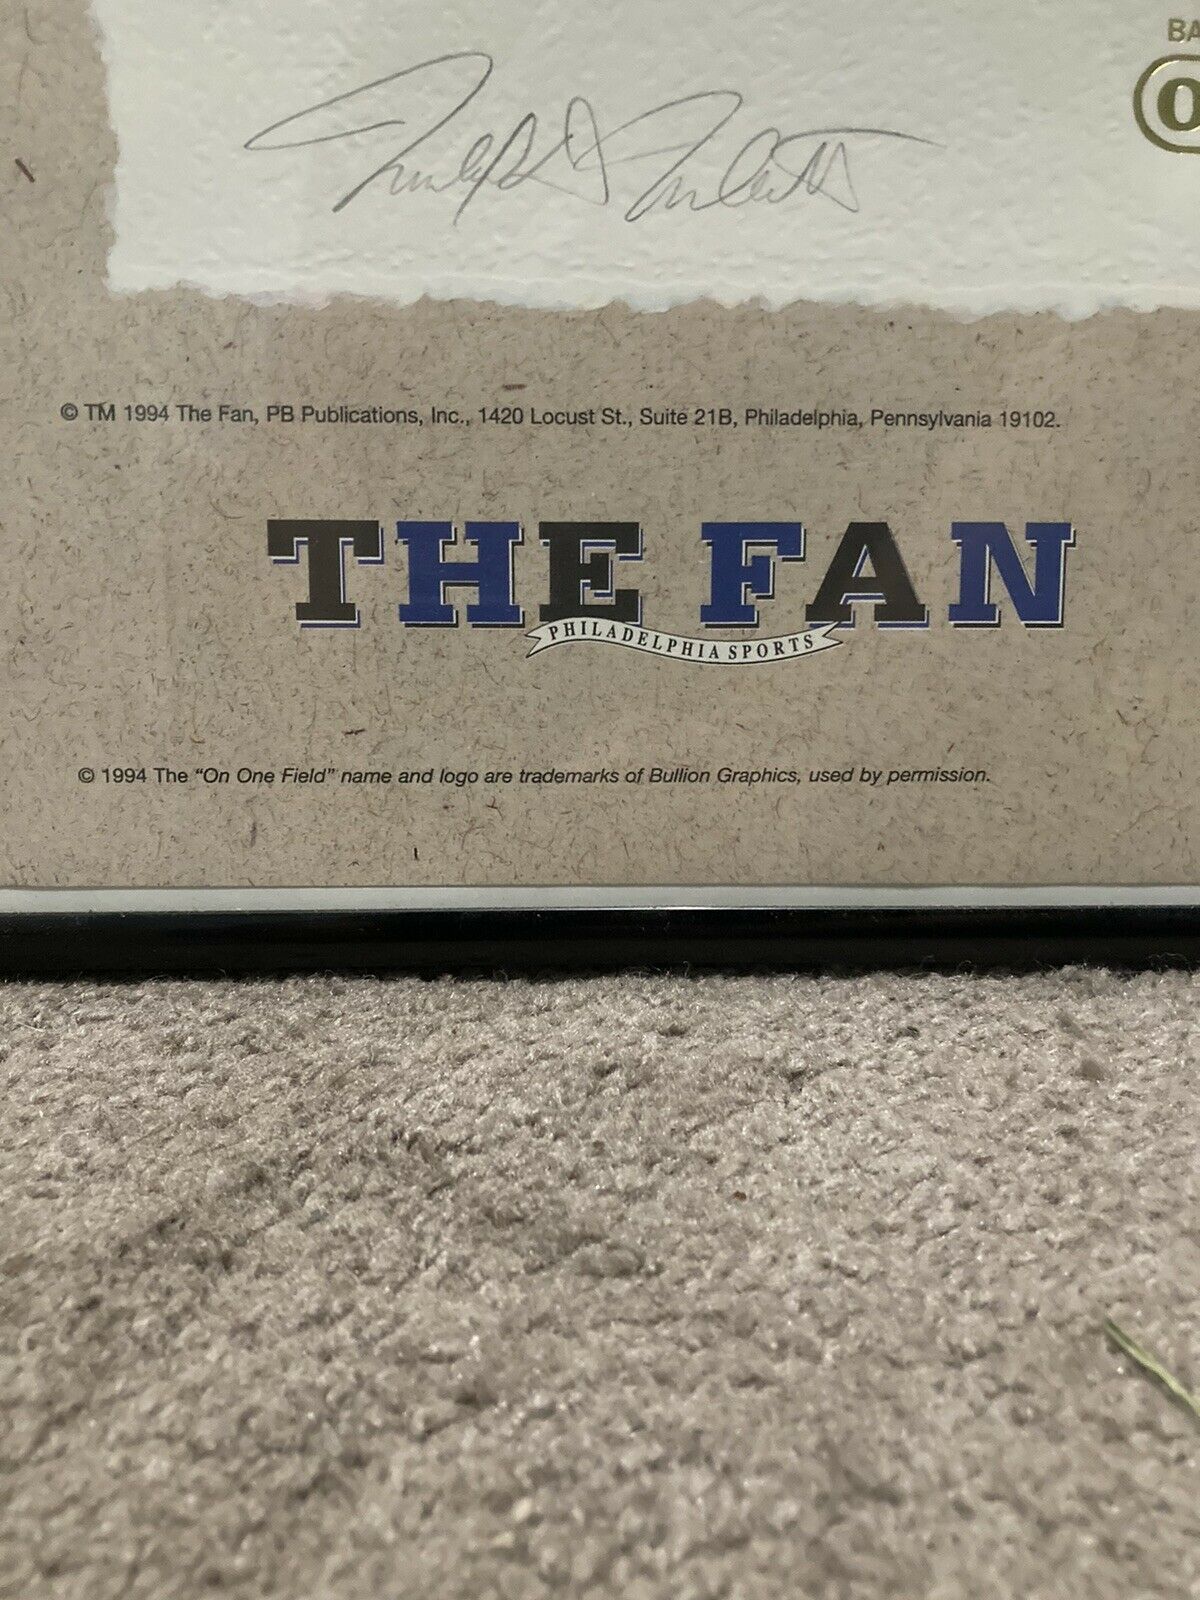 BA
O
© TM 1994 The Fan, PB Publications, Inc., 1420 Locust St., Suite 21B, Philadelphia, Pennsylvania 19102.
THE FAN
PHILADELPHIA SPORTS
© 1994 The “On One Field” name and logo are trademarks of Bullion Graphics, used by permission.